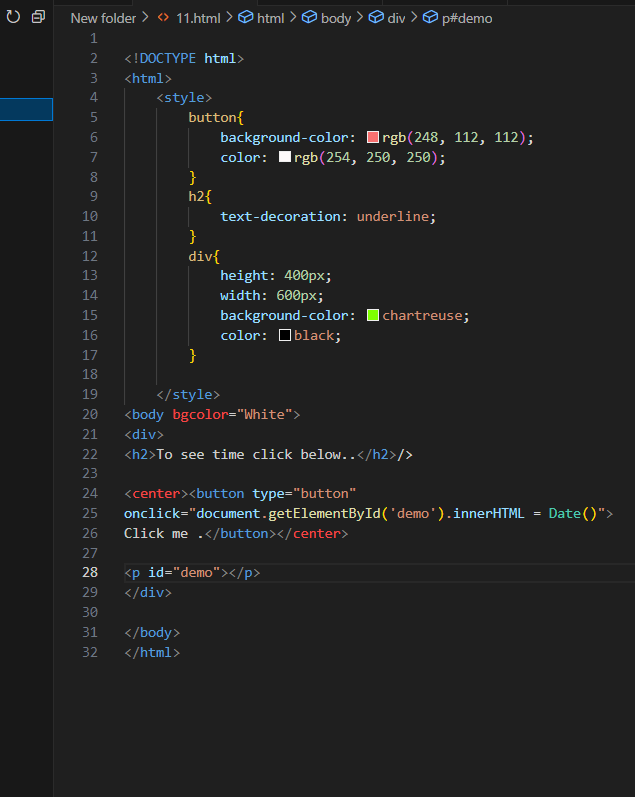 New folder > <> 11.html > html > body > div > p#demo
1
2 <!DOCTYPE html>
3 <html>
4 <style>
5 button{
6 background-color: rgb(248, 112, 112);
7 color: rgb(254, 250, 250);
8 }
9 h2{
10 text-decoration: underline;
11 }
12 div{
13 height: 400px;
14 width: 600px;
15 background-color: chartreuse;
16 color: black;
17 }
18
19 </style>
20 <body bgcolor="White">
21 <div>
22 <h2>To see time click below..</h2>/>
23
24 <center><button type="button"
25 onclick="document.getElementById('demo').innerHTML = Date()">
26 Click me .</button></center>
27
28 <p id="demo"></p>
29 </div>
30
31 </body>
32 </html>